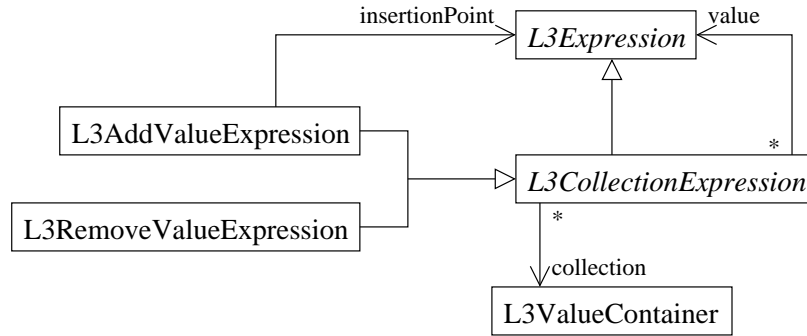 insertionPoint
value
L3Expression
L3AddValueExpression
*
L3CollectionExpression
L3RemoveValueExpression
*
collection
L3ValueContainer